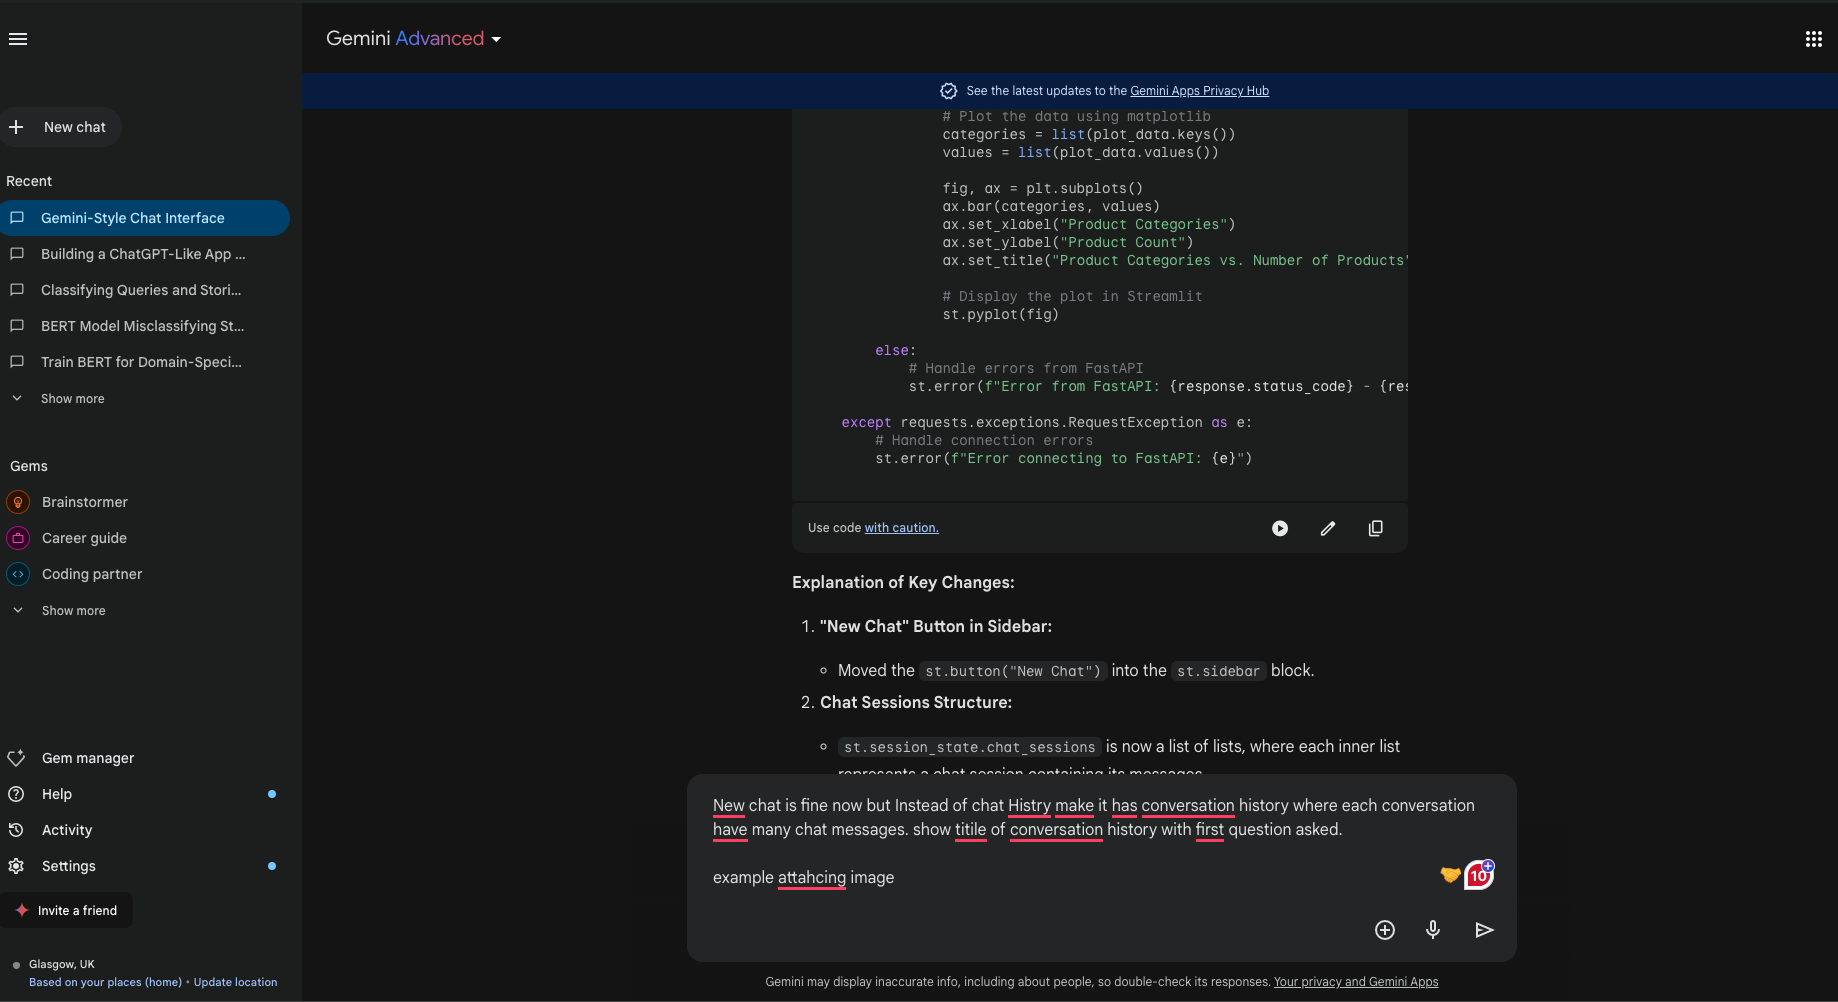 Gemini Advanced
See the latest updates to the Gemini Apps Privacy Hub
New chat
Recent
Gemini-Style Chat Interface
Building a ChatGPT-Like App ...
Classifying Queries and Stori...
BERT Model Misclassifying St...
Train BERT for Domain-Speci...
Show more
Gems
Brainstormer
Career guide
Coding partner
Show more
Gem manager
Help
Activity
Settings
Invite a friend
Glasgow, UK
Based on your places (home) • Update location
# Plot the data using matplotlib
categories = list(plot_data.keys())
values = list(plot_data.values())
fig, ax = plt.subplots()
ax.bar(categories, values)
ax.set_xlabel("Product Categories")
ax.set_ylabel("Product Count")
ax.set_title("Product Categories vs. Number of Products"
# Display the plot in Streamlit
st.pyplot(fig)
else:
# Handle errors from FastAPI
st.error(f"Error from FastAPI: {response.status_code} - {res
except requests.exceptions.RequestException as e:
# Handle connection errors
st.error(f"Error connecting to FastAPI: {e}")
Use code with caution.
Explanation of Key Changes:
1. "New Chat" Button in Sidebar:
Moved the st.button("New Chat") into the st.sidebar block.
2. Chat Sessions Structure:
st.session_state.chat_sessions is now a list of lists, where each inner list
represents a chat session containing its messages
New chat is fine now but Instead of chat Histry make it has conversation history where each conversation
have many chat messages. show titile of conversation history with first question asked.
example attahcing image
10
Gemini may display inaccurate info, including about people, so double-check its responses. Your privacy and Gemini Apps